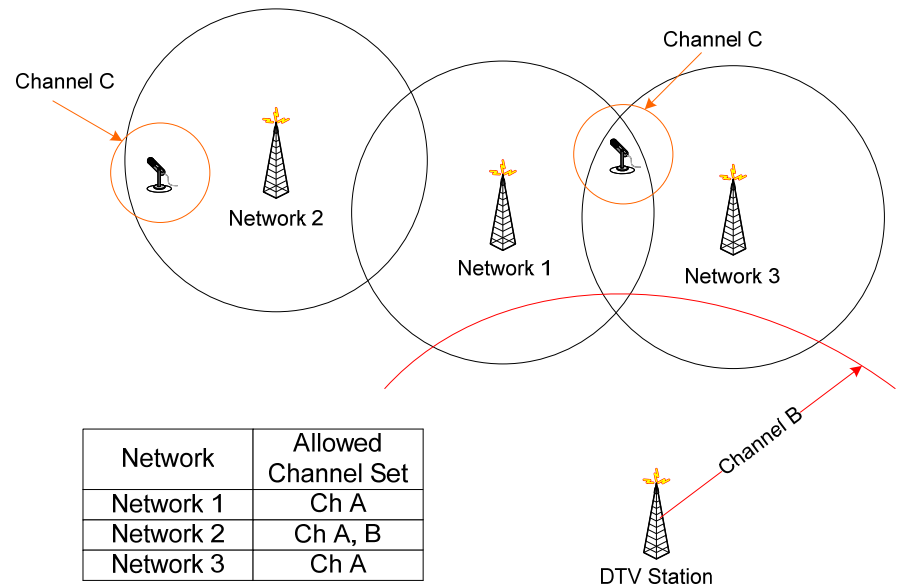 Channel C
Channel C
Network 2
Network 1
Network 3
Channel B
Network
Allowed
Channel Set
Network 1
Ch A
Network 2
Ch A, B
Network 3
Ch A
DTV Station